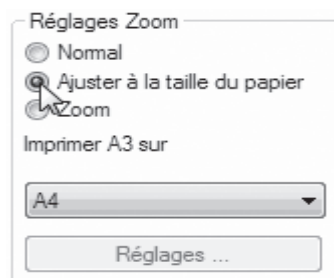 Réglages Zoom
Normal
Ajuster à la taille du papier
Zoom
Imprimer A3 sur
A4
Réglages ...